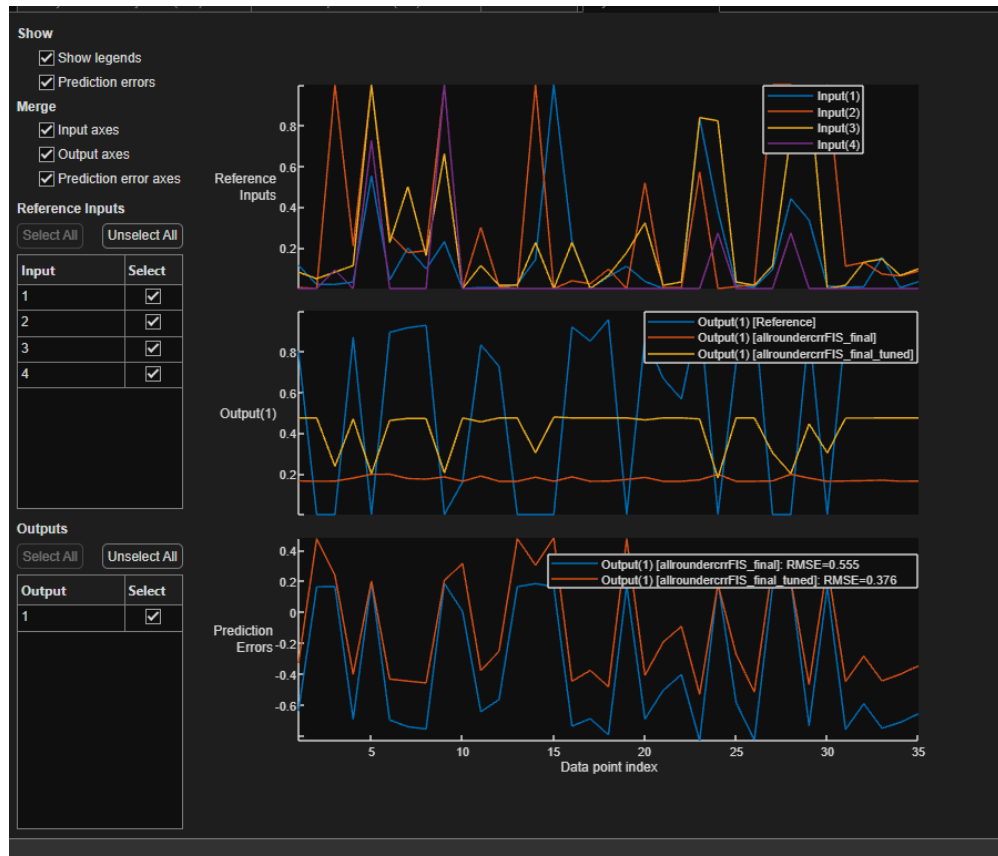 Show
Show legends
Prediction errors
Merge
Input axes
Output axes
Prediction error axes
Reference Inputs
Select All Unselect All
Input Select
1
2
3
4
Outputs
Select All Unselect All
Output Select
1
Reference
Inputs
0.8
0.6
0.4
0.2
Input(1)
Input(2)
Input(3)
Input(4)
Output(1)
0.8
0.6
0.4
0.2
Output(1) [Reference]
Output(1) [allroundercrrFIS_final]
Output(1) [allroundercrrFIS_final_tuned]
Prediction
Errors
0.4
0.2
0
-0.2
-0.4
-0.6
Output(1) [allroundercrrFIS_final]: RMSE=0.555
Output(1) [allroundercrrFIS_final_tuned]: RMSE=0.376
5 10 15 20 25 30 35
Data point index